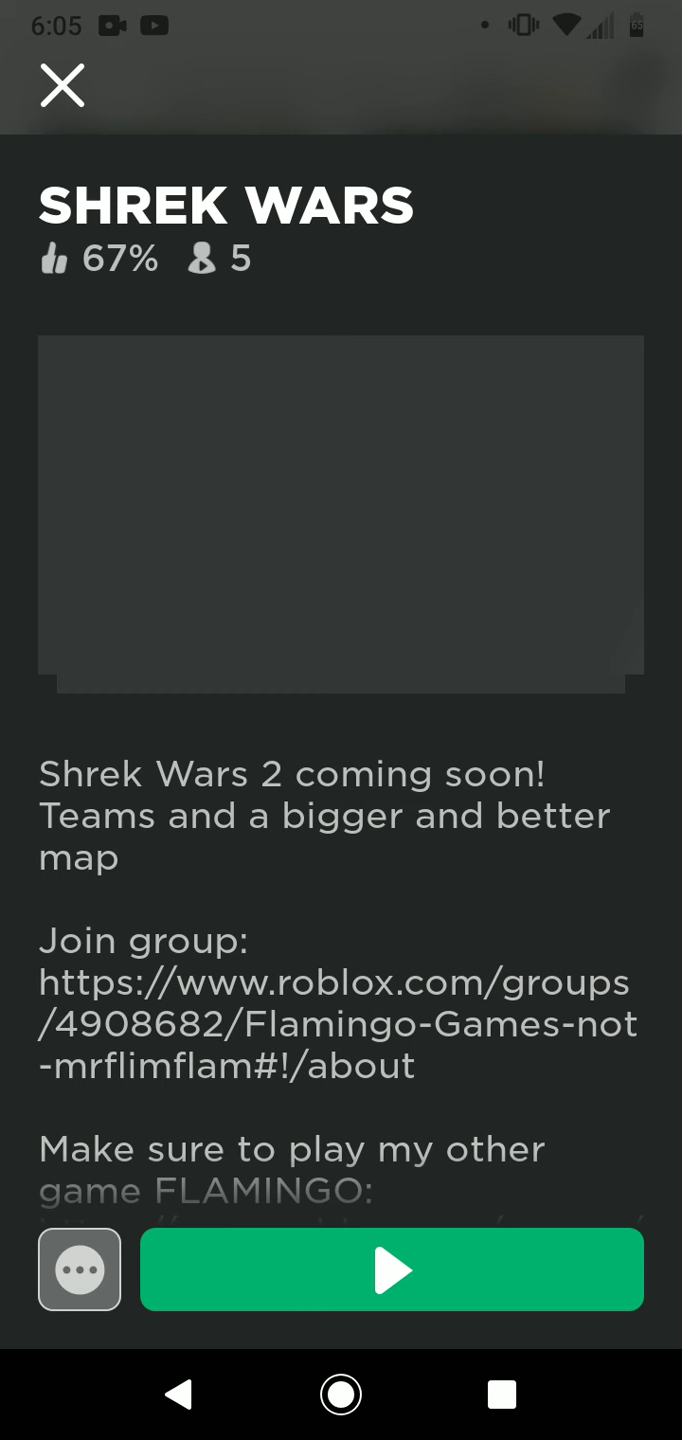 6:05
65
SHREK WARS
67% 5
Shrek Wars 2 coming soon!
Teams and a bigger and better
map
Join group:
https://www.roblox.com/groups
/4908682/Flamingo-Games-not
-mrflimflam#!/about
Make sure to play my other
game FLAMINGO: